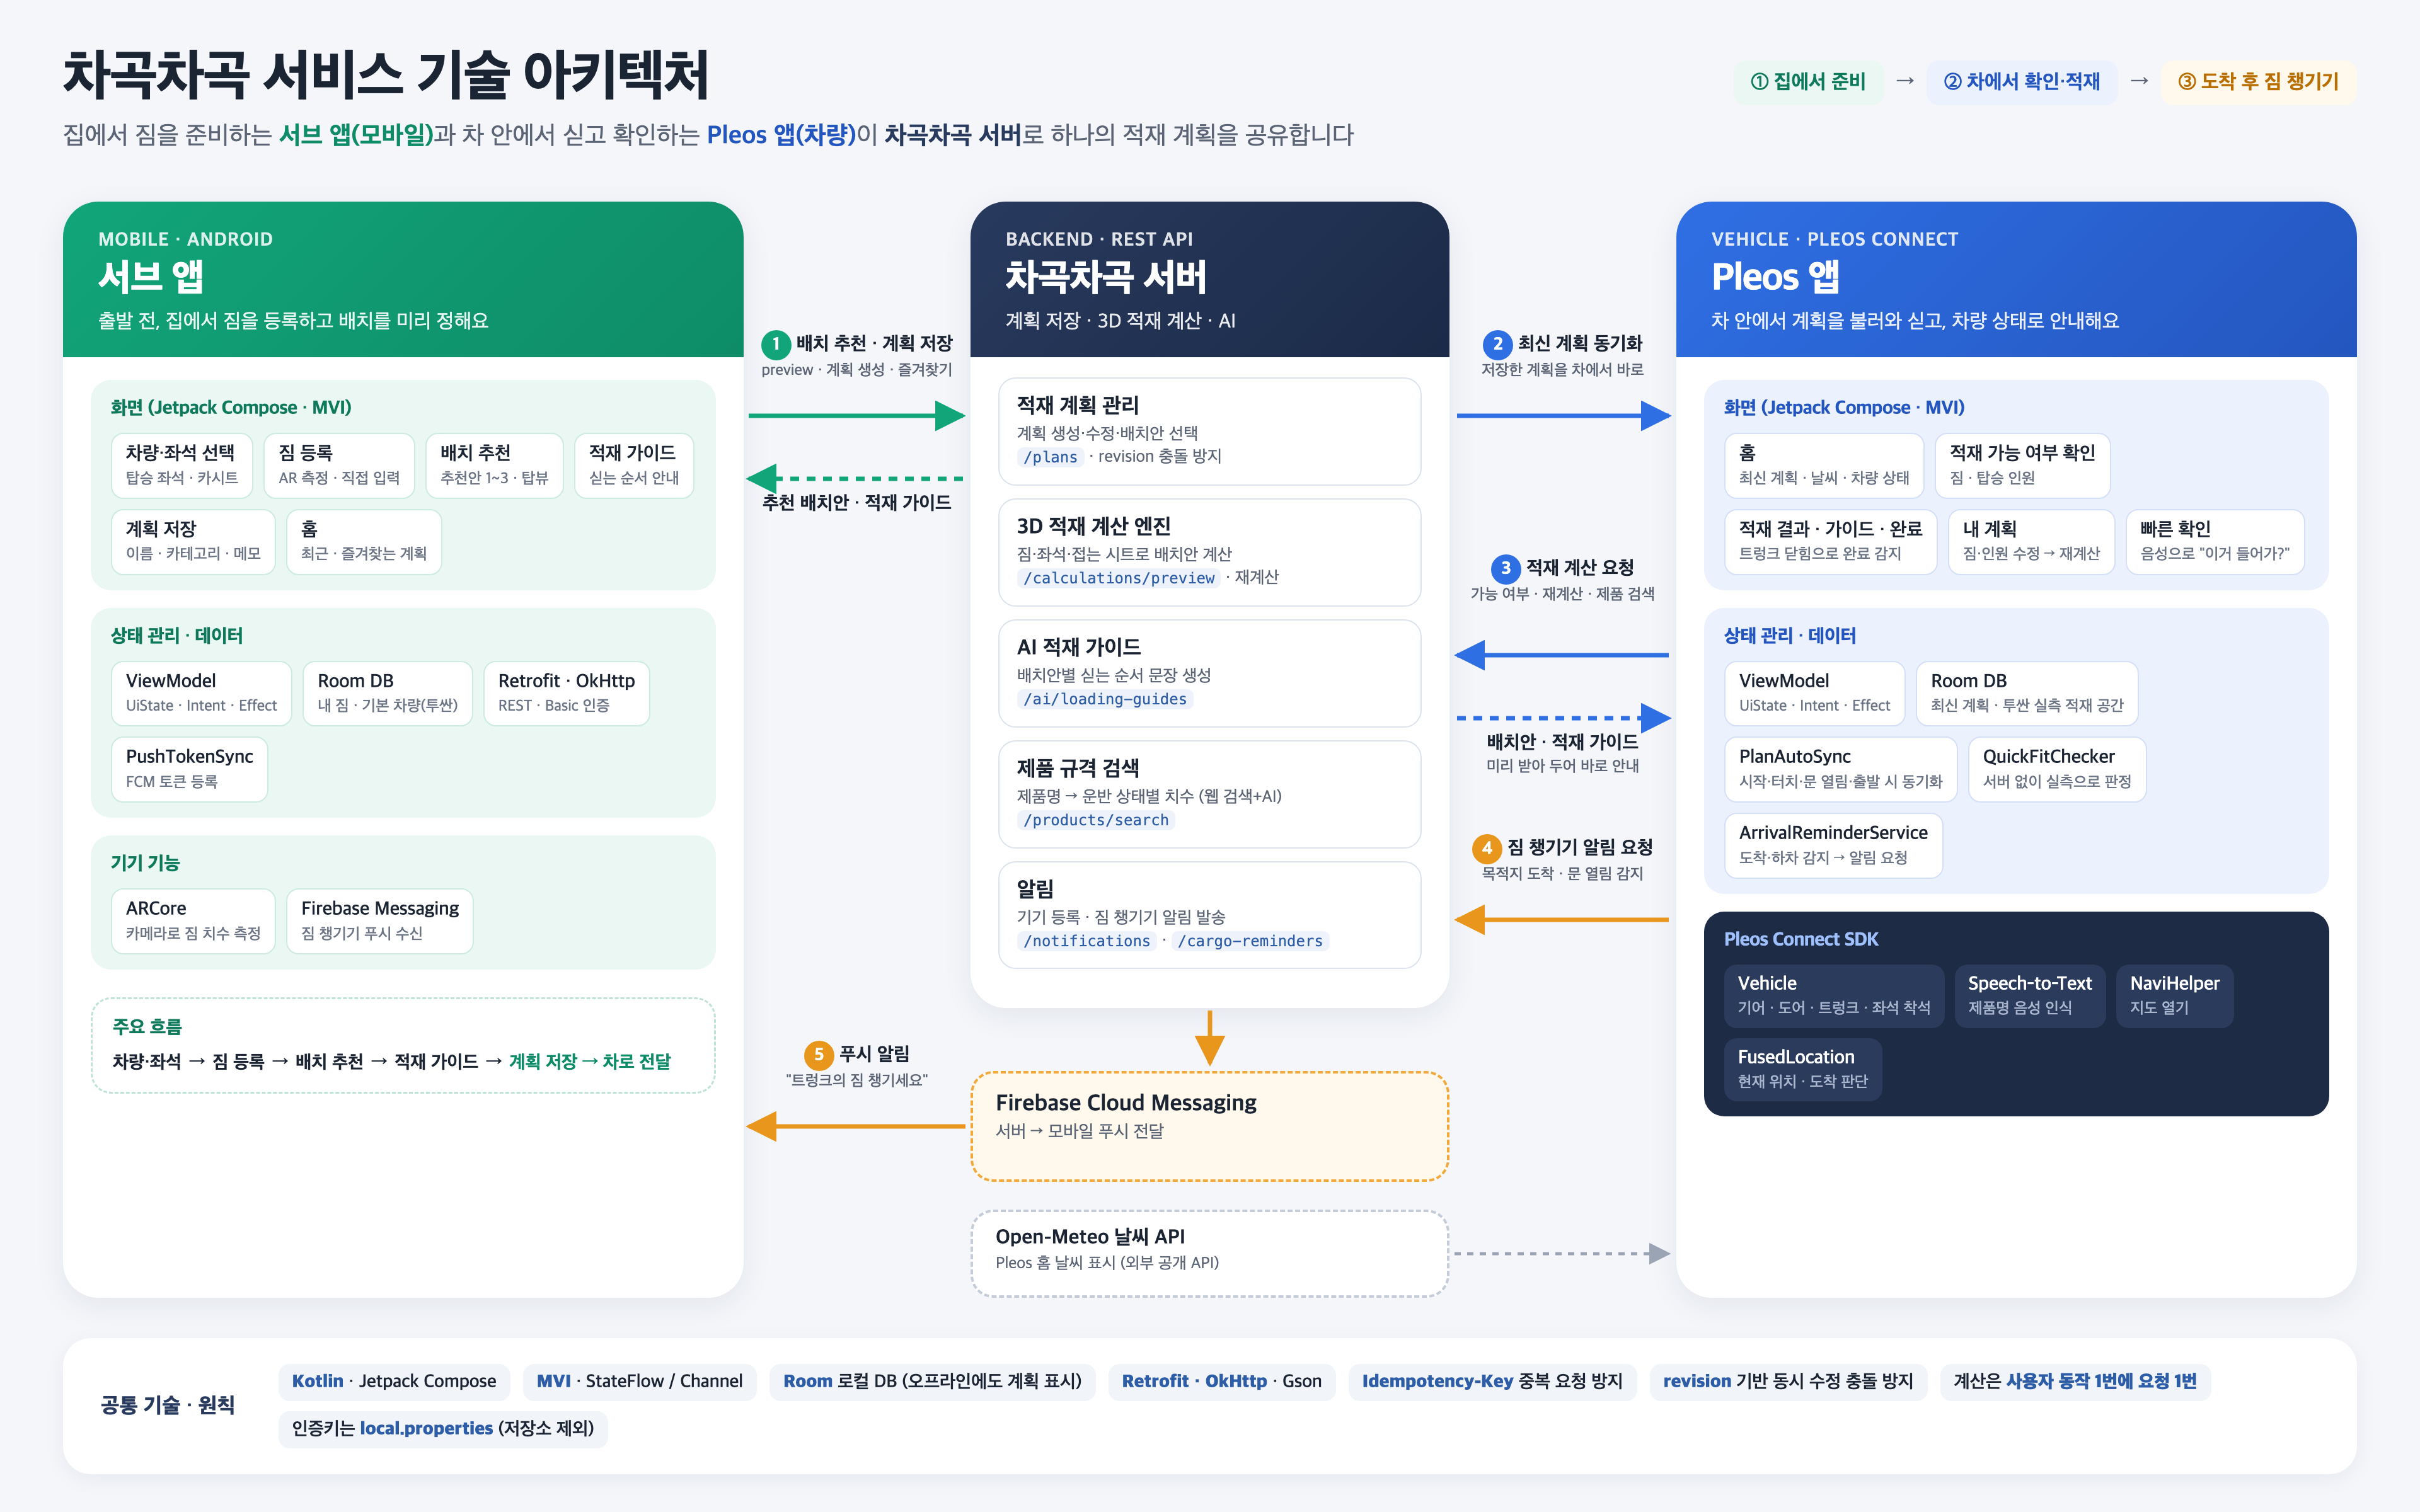 차곡차곡 서비스 기술 아키텍처
집에서 짐을 준비하는 서브 앱(모바일)과 차 안에서 싣고 확인하는 Pleos 앱(차량)이 차곡차곡 서버로 하나의 적재 계획을 공유합니다
① 집에서 준비 → ② 차에서 확인·적재 → ③ 도착 후 짐 챙기기
MOBILE · ANDROID
서브 앱
출발 전, 집에서 짐을 등록하고 배치를 미리 정해요
화면 (Jetpack Compose · MVI)
차량·좌석 선택
탑승 좌석 · 카시트
짐 등록
AR 측정 · 직접 입력
배치 추천
추천안 1~3 · 탑뷰
적재 가이드
싣는 순서 안내
계획 저장
이름 · 카테고리 · 메모
홈
최근 · 즐겨찾는 계획
상태 관리 · 데이터
ViewModel
UiState · Intent · Effect
Room DB
내 짐 · 기본 차량(투싼)
Retrofit · OkHttp
REST · Basic 인증
PushTokenSync
FCM 토큰 등록
기기 기능
ARCore
카메라로 짐 치수 측정
Firebase Messaging
짐 챙기기 푸시 수신
주요 흐름
차량·좌석 → 짐 등록 → 배치 추천 → 적재 가이드 → 계획 저장 → 차로 전달
1 배치 추천 · 계획 저장
preview · 계획 생성 · 즐겨찾기
추천 배치안 · 적재 가이드
5 푸시 알림
"트렁크의 짐 챙기세요"
BACKEND · REST API
차곡차곡 서버
계획 저장 · 3D 적재 계산 · AI
적재 계획 관리
계획 생성·수정·배치안 선택
/plans · revision 충돌 방지
3D 적재 계산 엔진
짐·좌석·접는 시트로 배치안 계산
/calculations/preview · 재계산
AI 적재 가이드
배치안별 싣는 순서 문장 생성
/ai/loading-guides
제품 규격 검색
제품명 → 운반 상태별 치수 (웹 검색+AI)
/products/search
알림
기기 등록 · 짐 챙기기 알림 발송
/notifications · /cargo-reminders
Firebase Cloud Messaging
서버 → 모바일 푸시 전달
Open-Meteo 날씨 API
Pleos 홈 날씨 표시 (외부 공개 API)
2 최신 계획 동기화
저장한 계획을 차에서 바로
3 적재 계산 요청
가능 여부 · 재계산 · 제품 검색
배치안 · 적재 가이드
미리 받아 두어 바로 안내
4 짐 챙기기 알림 요청
목적지 도착 · 문 열림 감지
VEHICLE · PLEOS CONNECT
Pleos 앱
차 안에서 계획을 불러와 싣고, 차량 상태로 안내해요
화면 (Jetpack Compose · MVI)
홈
최신 계획 · 날씨 · 차량 상태
적재 가능 여부 확인
짐 · 탑승 인원
적재 결과 · 가이드 · 완료
트렁크 닫힘으로 완료 감지
내 계획
짐·인원 수정 → 재계산
빠른 확인
음성으로 "이거 들어가?"
상태 관리 · 데이터
ViewModel
UiState · Intent · Effect
Room DB
최신 계획 · 투싼 실측 적재 공간
PlanAutoSync
시작·터치·문 열림·출발 시 동기화
QuickFitChecker
서버 없이 실측으로 판정
ArrivalReminderService
도착·하차 감지 → 알림 요청
Pleos Connect SDK
Vehicle
기어 · 도어 · 트렁크 · 좌석 착석
Speech-to-Text
제품명 음성 인식
NaviHelper
지도 열기
FusedLocation
현재 위치 · 도착 판단
공통 기술 · 원칙
Kotlin · Jetpack Compose
MVI · StateFlow / Channel
Room 로컬 DB (오프라인에도 계획 표시)
Retrofit · OkHttp · Gson
Idempotency-Key 중복 요청 방지
revision 기반 동시 수정 충돌 방지
계산은 사용자 동작 1번에 요청 1번
인증키는 local.properties (저장소 제외)